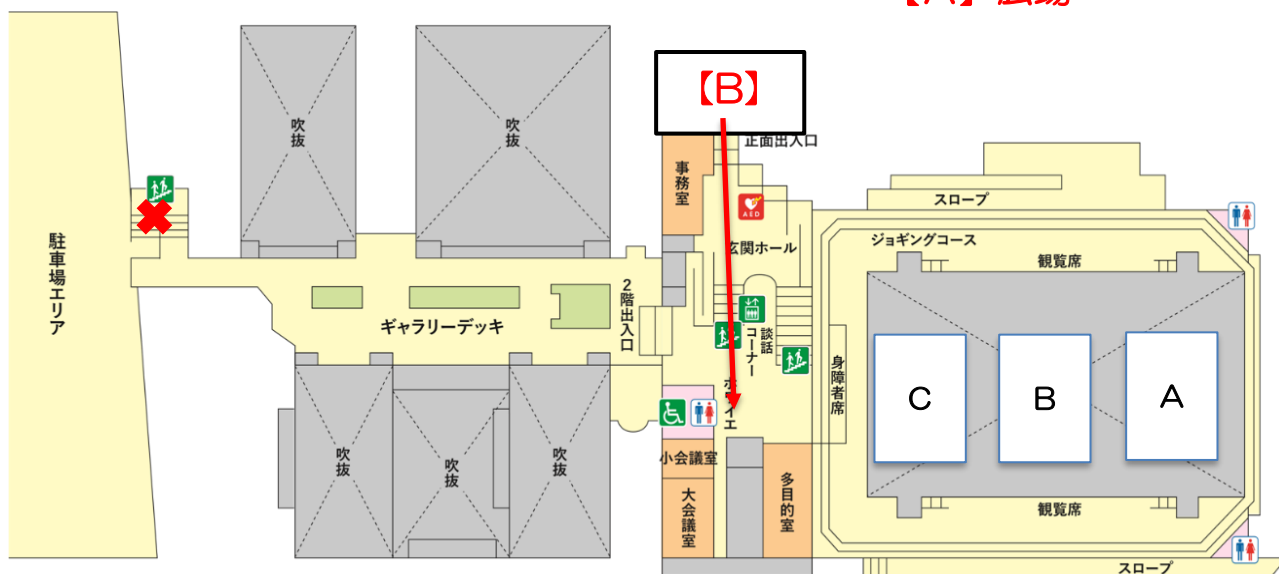 【A】広場
【B】
正面出入口
事務室
AED
玄関ホール
スロープ
ジョギングコース
観覧席
吹抜
吹抜
駐車場エリア
ギャラリーデッキ
2階出入口
談話コーナー
ホワイエ
身障者席
C
B
A
小会議室
大会議室
多目的室
観覧席
吹抜
吹抜
吹抜
スロープ